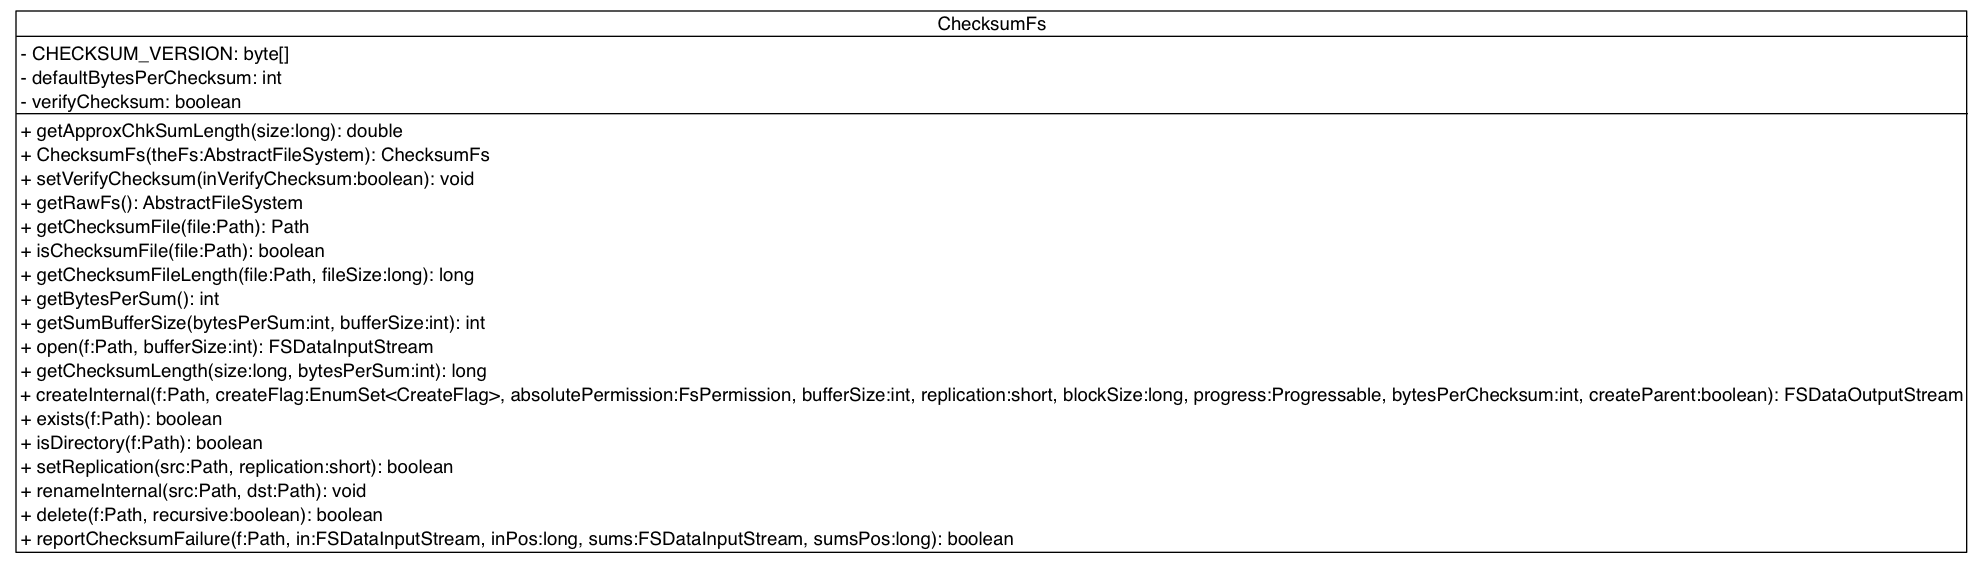 ChecksumFs
- CHECKSUM_VERSION: byte[]
- defaultBytesPerChecksum: int
- verifyChecksum: boolean
+ getApproxChkSumLength(size:long): double
+ ChecksumFs(theFs:AbstractFileSystem): ChecksumFs
+ setVerifyChecksum(inVerifyChecksum:boolean): void
+ getRawFs(): AbstractFileSystem
+ getChecksumFile(file:Path): Path
+ isChecksumFile(file:Path): boolean
+ getChecksumFileLength(file:Path, fileSize:long): long
+ getBytesPerSum(): int
+ getSumBufferSize(bytesPerSum:int, bufferSize:int): int
+ open(f:Path, bufferSize:int): FSDataInputStream
+ getChecksumLength(size:long, bytesPerSum:int): long
+ createInternal(f:Path, createFlag:EnumSet<CreateFlag>, absolutePermission:FsPermission, bufferSize:int, replication:short, blockSize:long, progress:Progressable, bytesPerChecksum:int, createParent:boolean): FSDataOutputStream
+ exists(f:Path): boolean
+ isDirectory(f:Path): boolean
+ setReplication(src:Path, replication:short): boolean
+ renameInternal(src:Path, dst:Path): void
+ delete(f:Path, recursive:boolean): boolean
+ reportChecksumFailure(f:Path, in:FSDataInputStream, inPos:long, sums:FSDataInputStream, sumsPos:long): boolean